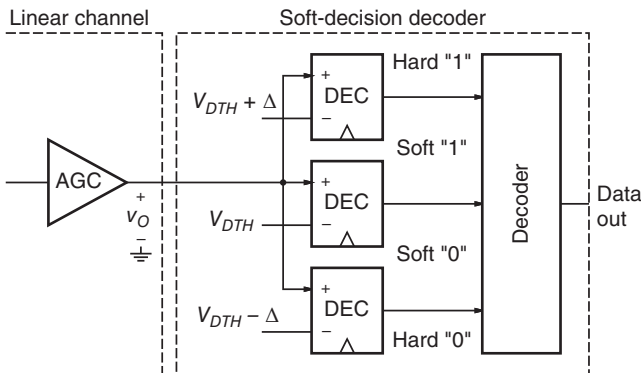 Linear channel
Soft-decision decoder
Hard "1"
+
V_DTH + Δ
DEC
−
Soft "1"
AGC
+
v_O
−
+
DEC
V_DTH
−
Decoder
Data
out
Soft "0"
+
DEC
V_DTH − Δ
−
Hard "0"